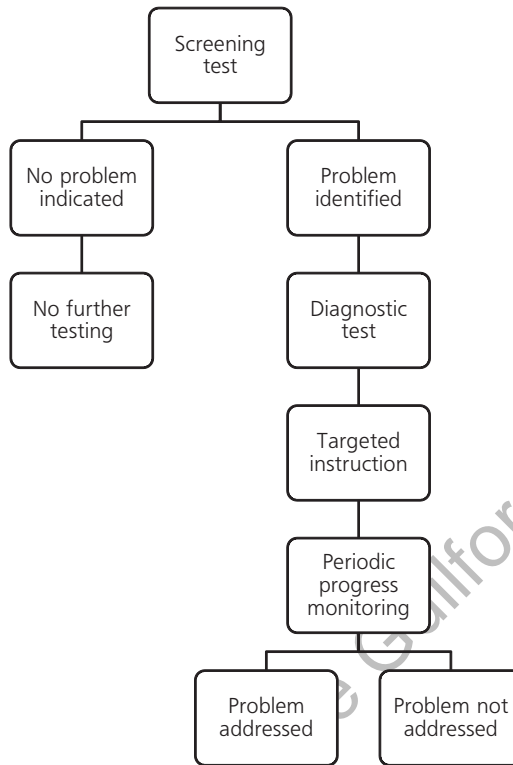 Screening
test
No problem
indicated
Problem
identified
No further
testing
Diagnostic
test
Targeted
instruction
Periodic
progress
monitoring
Problem
addressed
Problem not
addressed